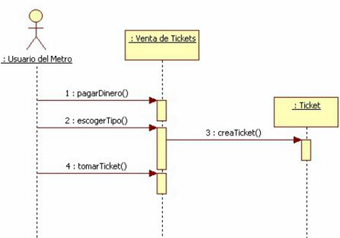 : Usuario del Metro
: Venta de Tickets
1 : pagarDinero()
: Ticket
2 : escogerTipo()
3 : creaTicket()
4 : tomarTicket()